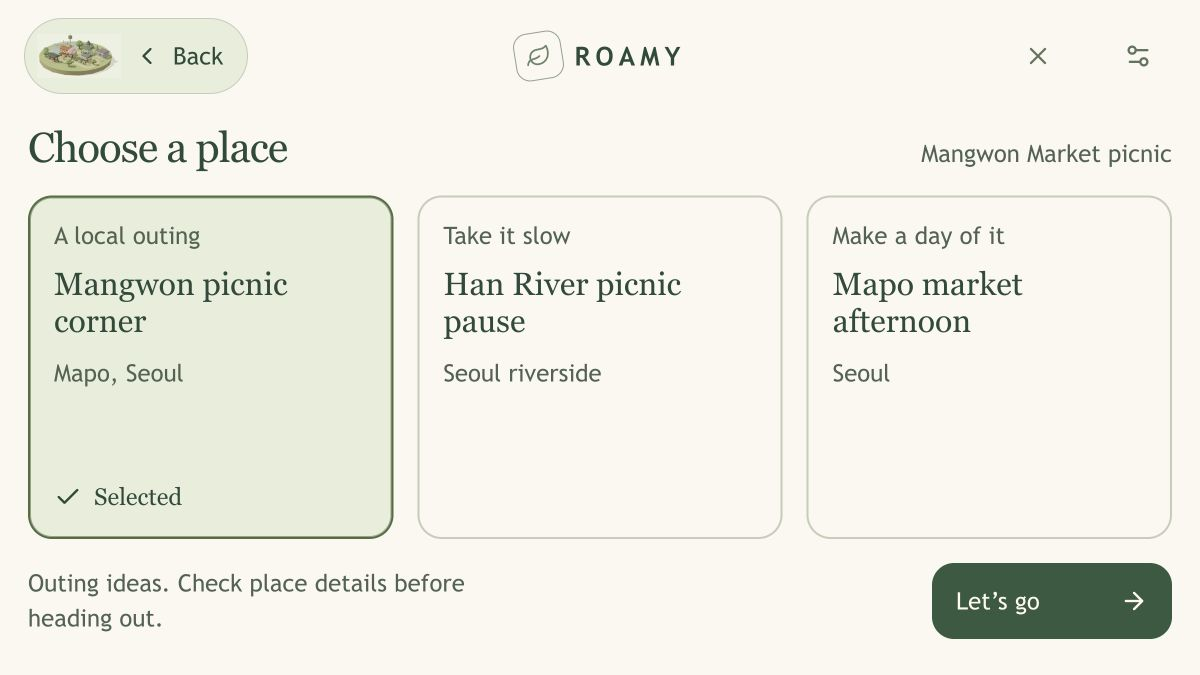 Back
ROAMY
Choose a place
Mangwon Market picnic
A local outing
Mangwon picnic
corner
Mapo, Seoul
Selected
Take it slow
Han River picnic
pause
Seoul riverside
Make a day of it
Mapo market
afternoon
Seoul
Outing ideas. Check place details before
heading out.
Let’s go